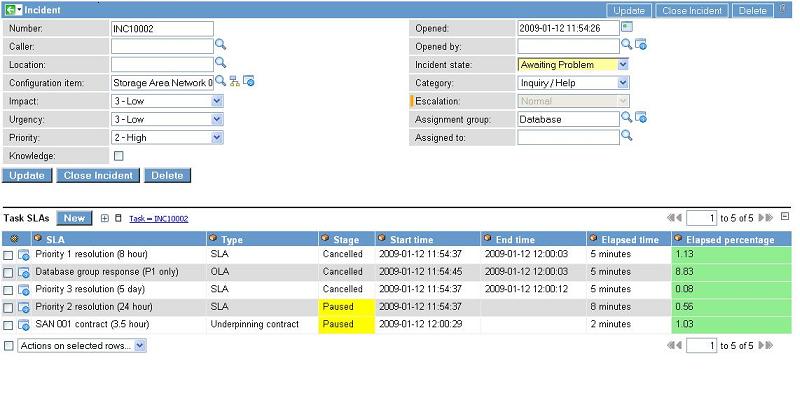 Incident Update Close Incident Delete
Number: INC10002 Opened: 2009-01-12 11:54:26
Caller: Opened by:
Location: Incident state: Awaiting Problem
Configuration item: Storage Area Network 0 Category: Inquiry / Help
Impact: 3 - Low Escalation: Normal
Urgency: 3 - Low Assignment group: Database
Priority: 2 - High Assigned to:
Knowledge:
Update Close Incident Delete
Task SLAs New Task = INC10002 1 to 5 of 5
SLA Type Stage Start time End time Elapsed time Elapsed percentage
Priority 1 resolution (8 hour) SLA Cancelled 2009-01-12 11:54:37 2009-01-12 12:00:03 5 minutes 1.13
Database group response (P1 only) OLA Cancelled 2009-01-12 11:54:45 2009-01-12 12:00:03 5 minutes 8.83
Priority 3 resolution (5 day) SLA Cancelled 2009-01-12 11:54:37 2009-01-12 12:00:12 5 minutes 0.08
Priority 2 resolution (24 hour) SLA Paused 2009-01-12 11:54:37 8 minutes 0.56
SAN 001 contract (3.5 hour) Underpinning contract Paused 2009-01-12 12:00:29 2 minutes 1.03
Actions on selected rows... 1 to 5 of 5